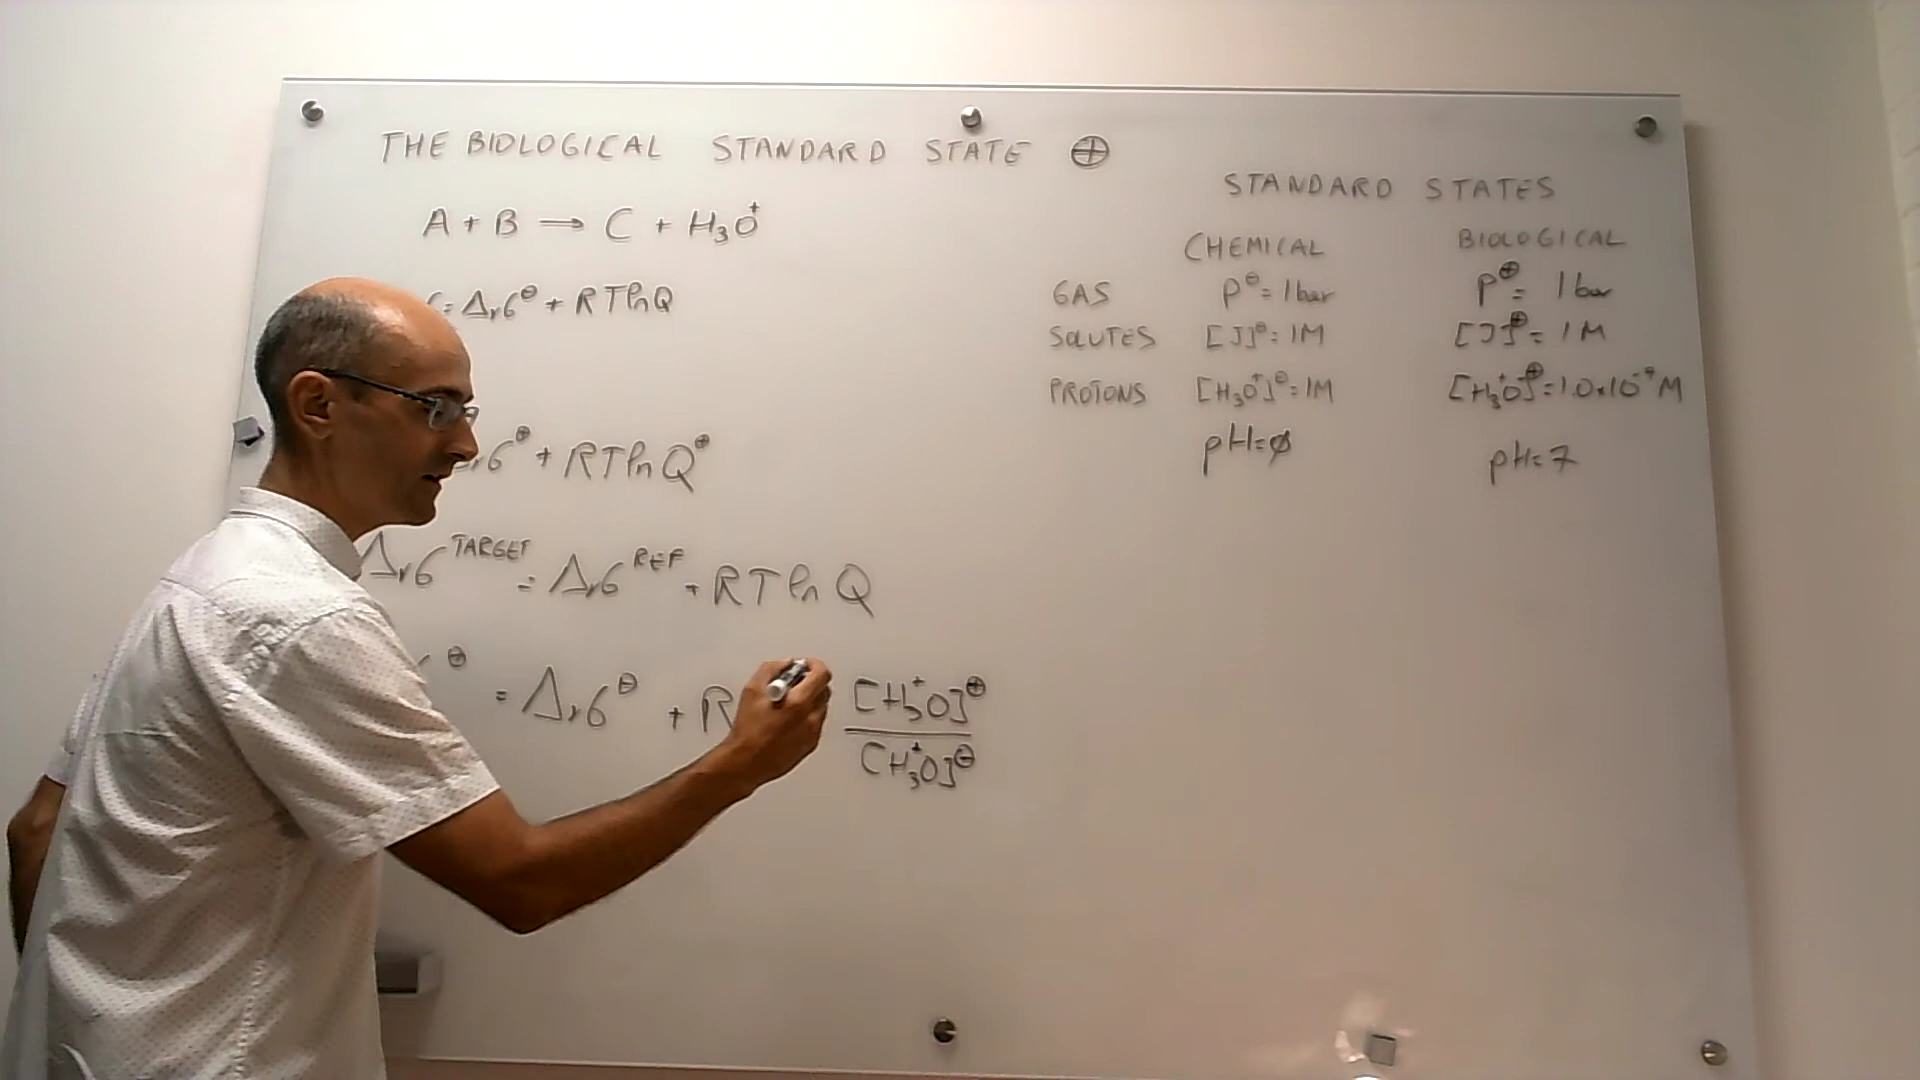 THE BIOLOGICAL STANDARD STATE ⊕
A + B → C + H₃O⁺
G = ΔᵣG⊖ + RT ln Q
G⊕ + RT ln Q⊕
ΔᵣG^TARGET = ΔᵣG^REF + RT ln Q
⊖ = ΔᵣG⊖ + R [H₃⁺O]⊕
[H₃⁺O]⊖
STANDARD STATES
CHEMICAL BIOLOGICAL
GAS P⊖ = 1 bar P⊕ = 1 bar
SOLUTES [J]⊖ = 1M [J]⊕ = 1M
PROTONS [H₃O⁺]⊖ = 1M [H₃⁺O]⊕ = 1.0×10⁻⁷ M
pH = 0 pH = 7